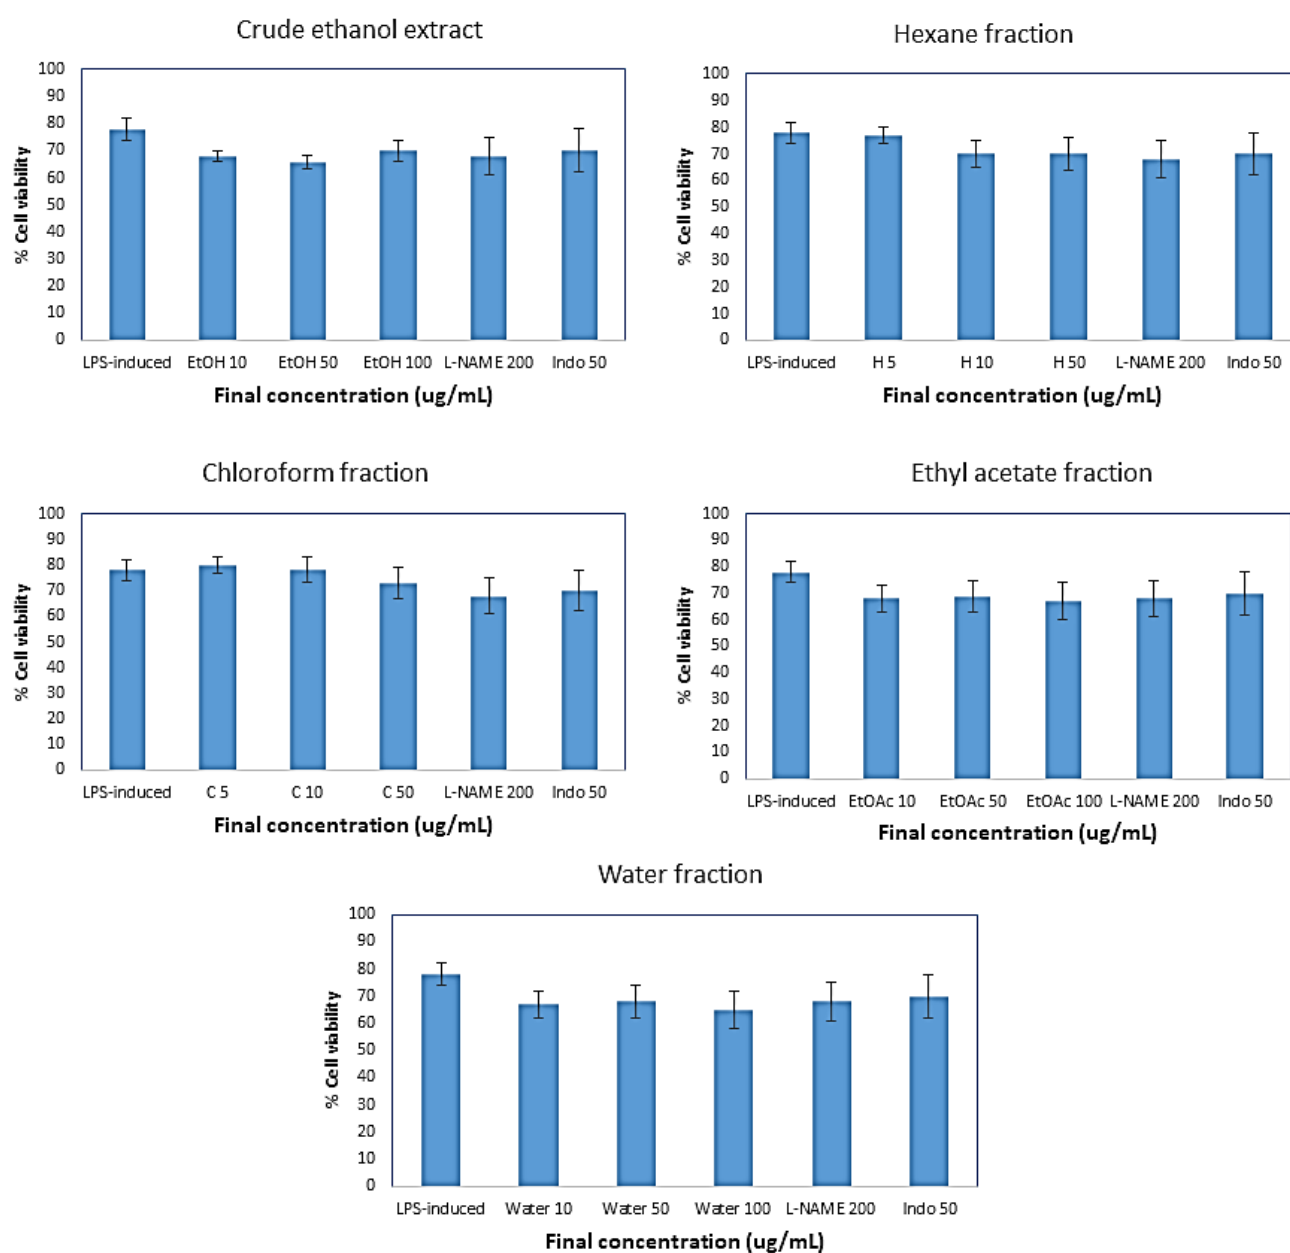 Crude ethanol extract
% Cell viability
100
90
80
70
60
50
40
30
20
10
0
LPS-induced EtOH 10 EtOH 50 EtOH 100 L-NAME 200 Indo 50
Final concentration (ug/mL)
Hexane fraction
% Cell viability
100
90
80
70
60
50
40
30
20
10
0
LPS-induced H 5 H 10 H 50 L-NAME 200 Indo 50
Final concentration (ug/mL)
Chloroform fraction
% Cell viability
100
90
80
70
60
50
40
30
20
10
0
LPS-induced C 5 C 10 C 50 L-NAME 200 Indo 50
Final concentration (ug/mL)
Ethyl acetate fraction
% Cell viability
100
90
80
70
60
50
40
30
20
10
0
LPS-induced EtOAc 10 EtOAc 50 EtOAc 100 L-NAME 200 Indo 50
Final concentration (ug/mL)
Water fraction
% Cell viability
100
90
80
70
60
50
40
30
20
10
0
LPS-induced Water 10 Water 50 Water 100 L-NAME 200 Indo 50
Final concentration (ug/mL)